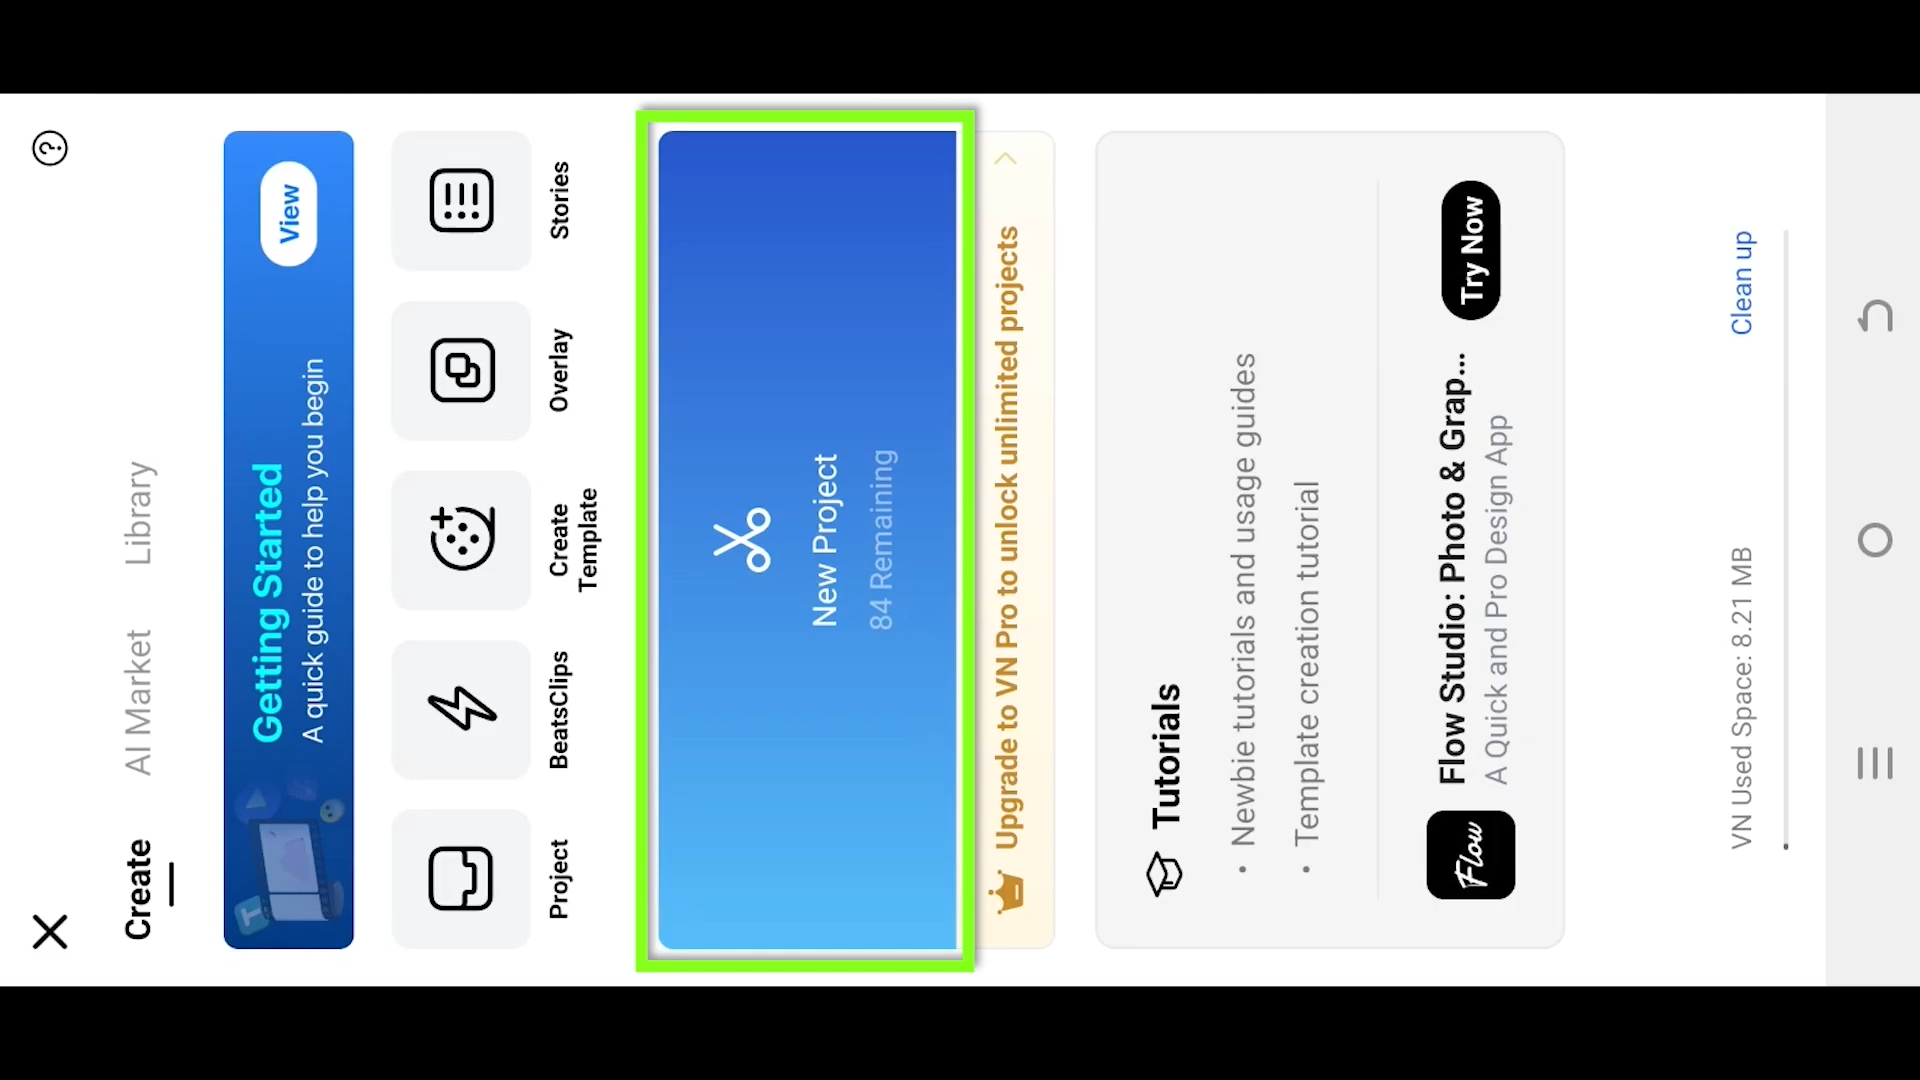 Create
AI Market
Library
Getting Started
A quick guide to help you begin
View
T
Project
BeatsClips
Create
Template
Overlay
Stories
New Project
84 Remaining
Upgrade to VN Pro to unlock unlimited projects
Tutorials
• Newbie tutorials and usage guides
• Template creation tutorial
Flow
Flow Studio: Photo & Grap...
A Quick and Pro Design App
Try Now
VN Used Space: 8.21 MB
Clean up